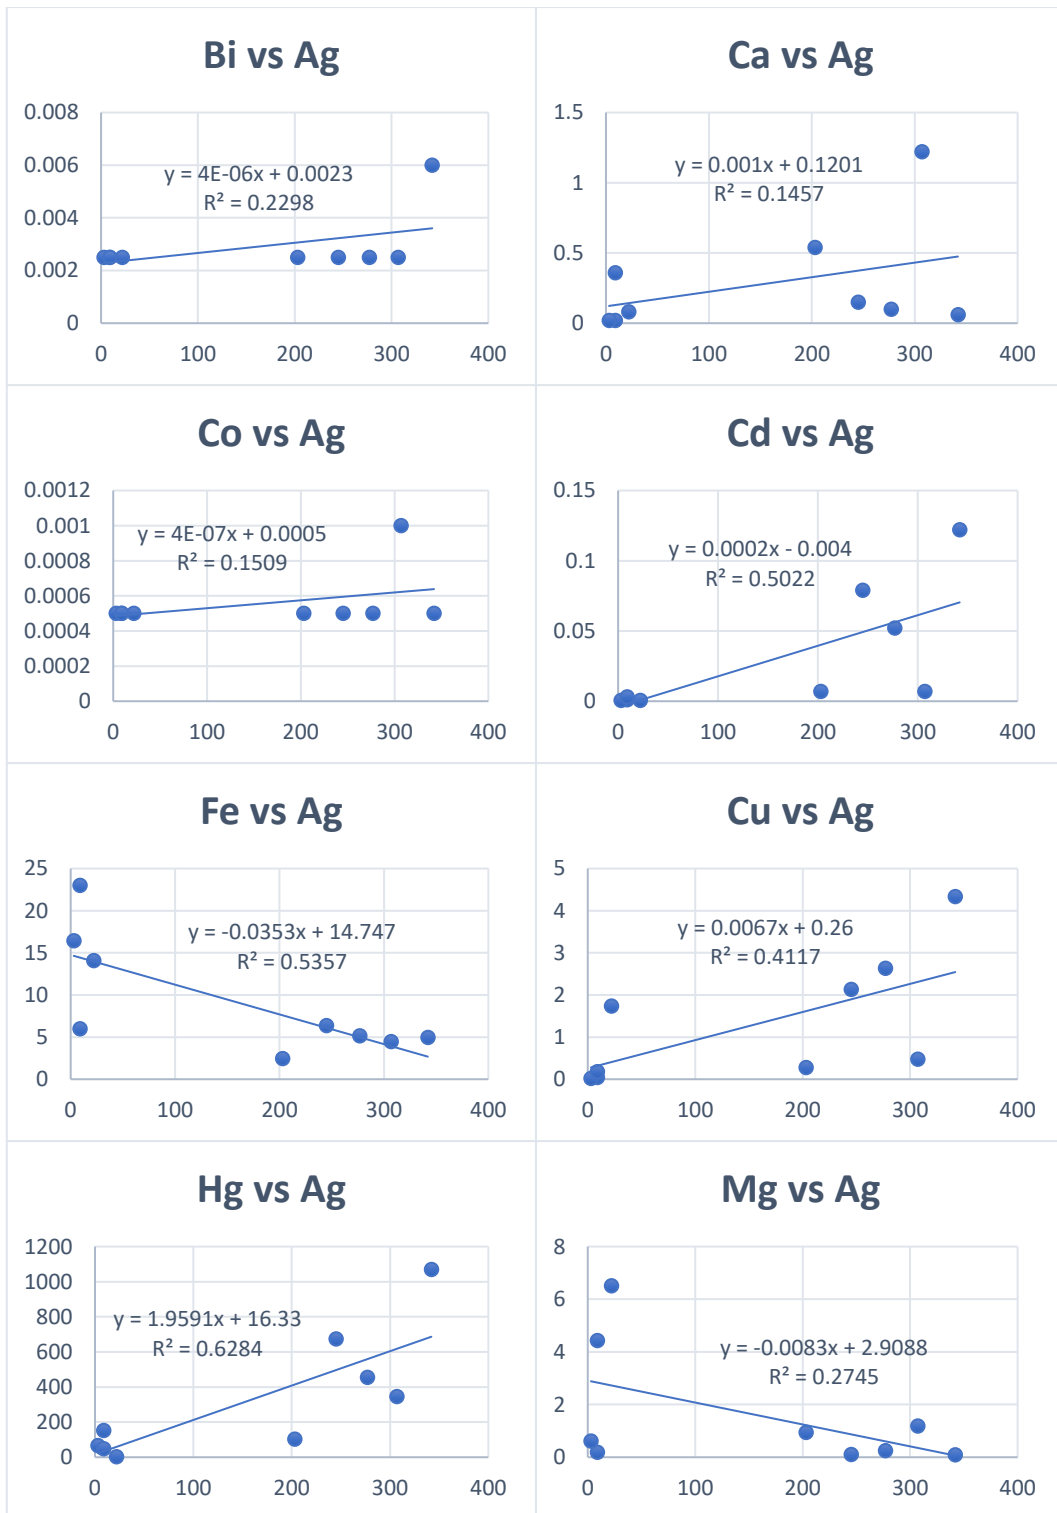 Bi vs Ag
0.008
0.006
0.004
0.002
0
y = 4E-06x + 0.0023
R² = 0.2298
0 100 200 300 400
Ca vs Ag
1.5
1
0.5
0
y = 0.001x + 0.1201
R² = 0.1457
0 100 200 300 400
Co vs Ag
0.0012
0.001
0.0008
0.0006
0.0004
0.0002
0
y = 4E-07x + 0.0005
R² = 0.1509
0 100 200 300 400
Cd vs Ag
0.15
0.1
0.05
0
y = 0.0002x - 0.004
R² = 0.5022
0 100 200 300 400
Fe vs Ag
25
20
15
10
5
0
y = -0.0353x + 14.747
R² = 0.5357
0 100 200 300 400
Cu vs Ag
5
4
3
2
1
0
y = 0.0067x + 0.26
R² = 0.4117
0 100 200 300 400
Hg vs Ag
1200
1000
800
600
400
200
0
y = 1.9591x + 16.33
R² = 0.6284
0 100 200 300 400
Mg vs Ag
8
6
4
2
0
y = -0.0083x + 2.9088
R² = 0.2745
0 100 200 300 400